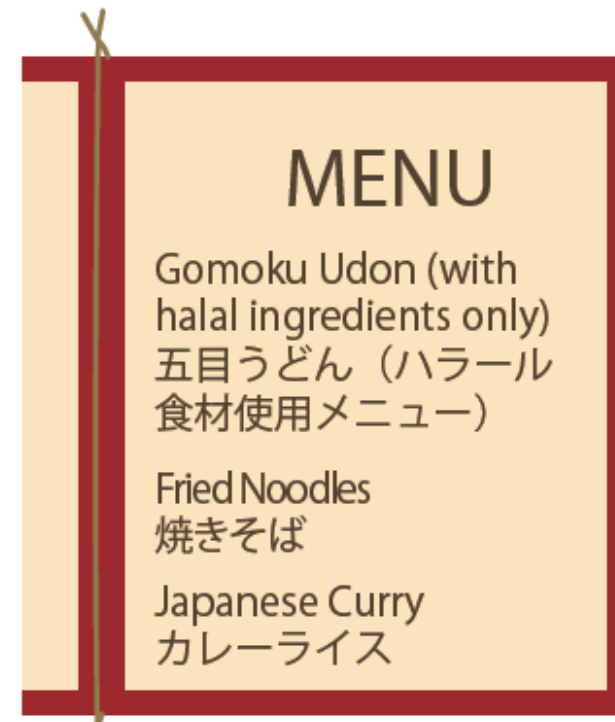 MENU
Gomoku Udon (with
halal ingredients only)
五目うどん（ハラール
食材使用メニュー）
Fried Noodles
焼きそば
Japanese Curry
カレーライス